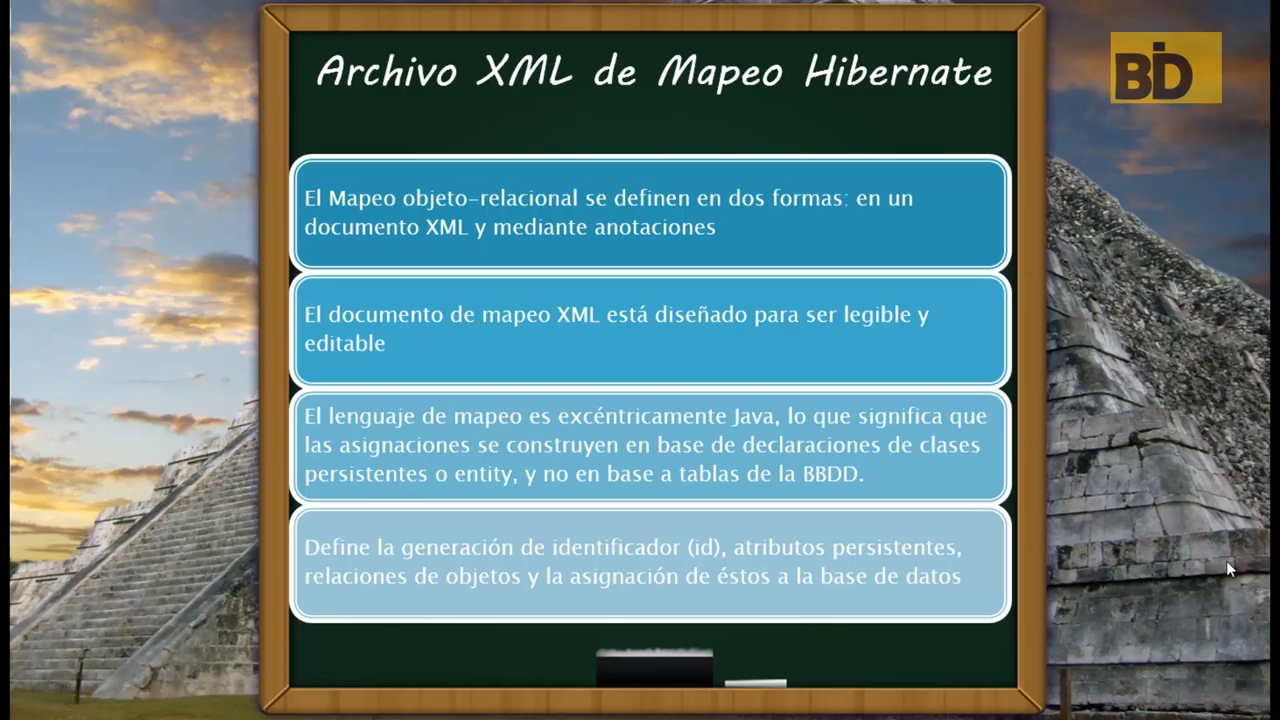 Archivo XML de Mapeo Hibernate
BID
El Mapeo objeto-relacional se definen en dos formas: en un
documento XML y mediante anotaciones
El documento de mapeo XML está diseñado para ser legible y
editable
El lenguaje de mapeo es excéntricamente Java, lo que significa que
las asignaciones se construyen en base de declaraciones de clases
persistentes o entity, y no en base a tablas de la BBDD.
Define la generación de identificador (id), atributos persistentes,
relaciones de objetos y la asignación de éstos a la base de datos